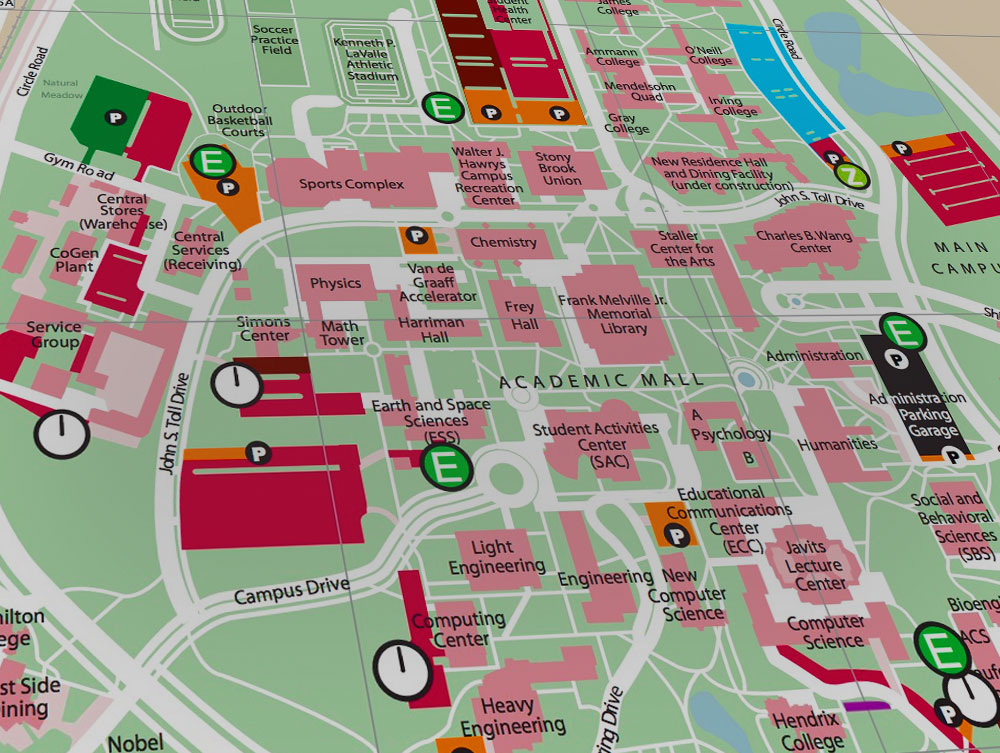 James
College
Student
Health
Center
Soccer
Practice
Field
Kenneth P.
LaValle
Athletic
Stadium
Circle Road
Circle Road
Ammann
College
O'Neill
College
Mendelsohn
Quad
Irving
College
Gray
College
Natural
Meadow
P
Outdoor
Basketball
Courts
E
P
P
P
P
Z
E
P
Gym Road
Sports Complex
Walter J.
Hawrys
Campus
Recreation
Center
Stony
Brook
Union
New Residence Hall
and Dining Facility
(under construction)
John S. Toll Drive
Central
Stores
(Warehouse)
CoGen
Plant
Central
Services
(Receiving)
P
Chemistry
Staller
Center for
the Arts
Charles B. Wang
Center
MAIN
CAMPU
Physics
Van de
Graaff
Accelerator
Frey
Hall
Frank Melville Jr.
Memorial
Library
Service
Group
Simons
Center
Math
Tower
Harriman
Hall
E
P
Administration
ACADEMIC MALL
Administration
Parking
Garage
P
John S. Toll Drive
Earth and Space
Sciences
(ESS)
E
P
Student Activities
Center
(SAC)
A
Psychology
B
Humanities
Educational
Communications
Center
(ECC)
P
Social and
Behavioral
Sciences
(SBS)
Light
Engineering
Engineering
New
Computer
Science
Javits
Lecture
Center
Campus Drive
Computing
Center
Computer
Science
Bioeng
ACS
E
P
Heavy
Engineering
P
ring Drive
Hendrix
College
ilton
ege
st Side
ining
Nobel